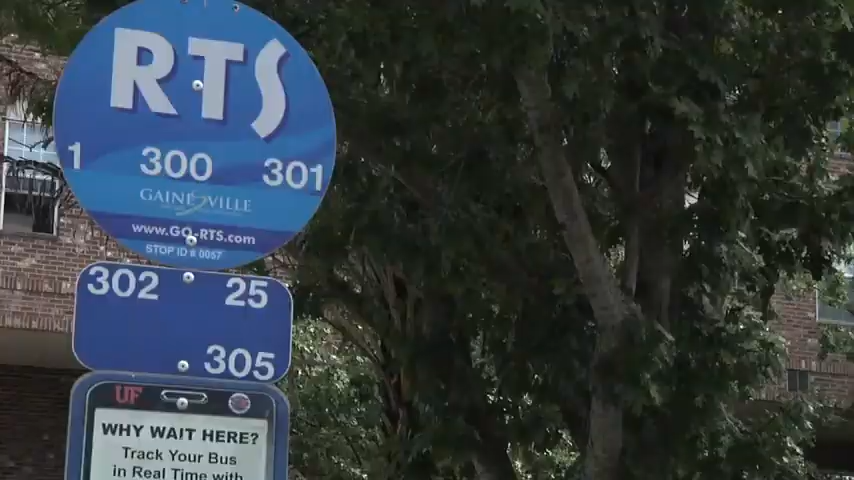 RTS
1 300 301
GAINESVILLE
www.GO-RTS.com
STOP ID # 0057
302 25
305
UF
WHY WAIT HERE?
Track Your Bus
in Real Time with